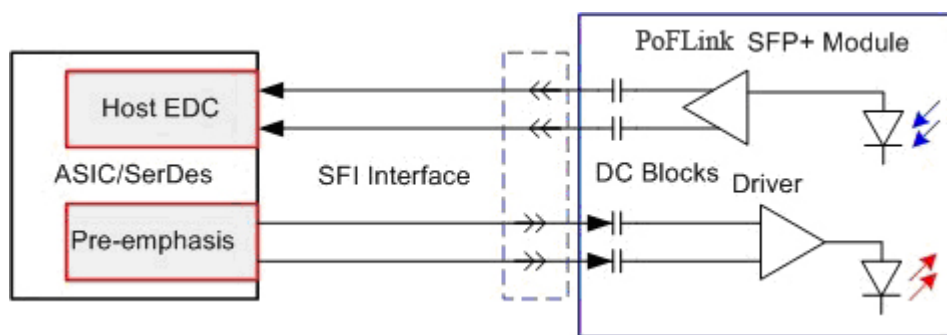 PoFLink SFP+ Module
Host EDC
ASIC/SerDes
SFI Interface
DC Blocks
Driver
Pre-emphasis